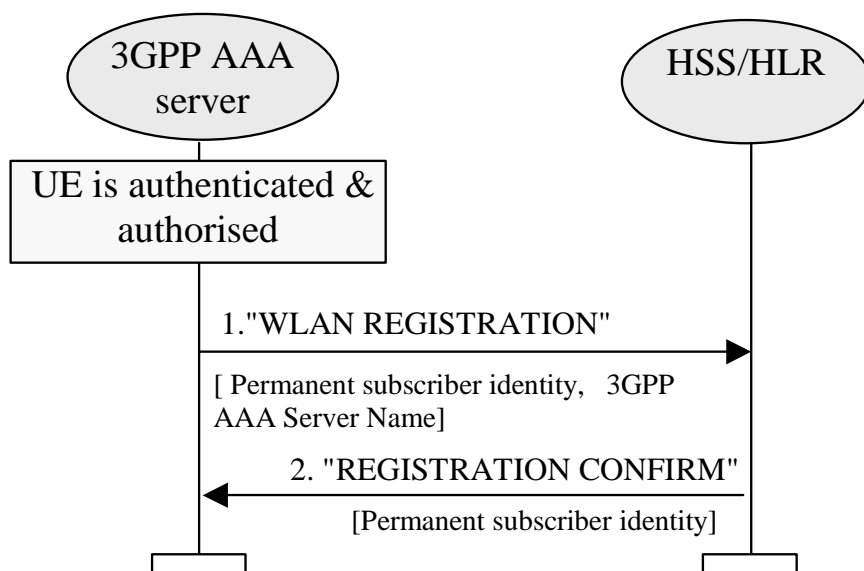 3GPP AAA
server
HSS/HLR
UE is authenticated &
authorised
1."WLAN REGISTRATION"
[ Permanent subscriber identity, 3GPP
AAA Server Name]
2. "REGISTRATION CONFIRM"
[Permanent subscriber identity]